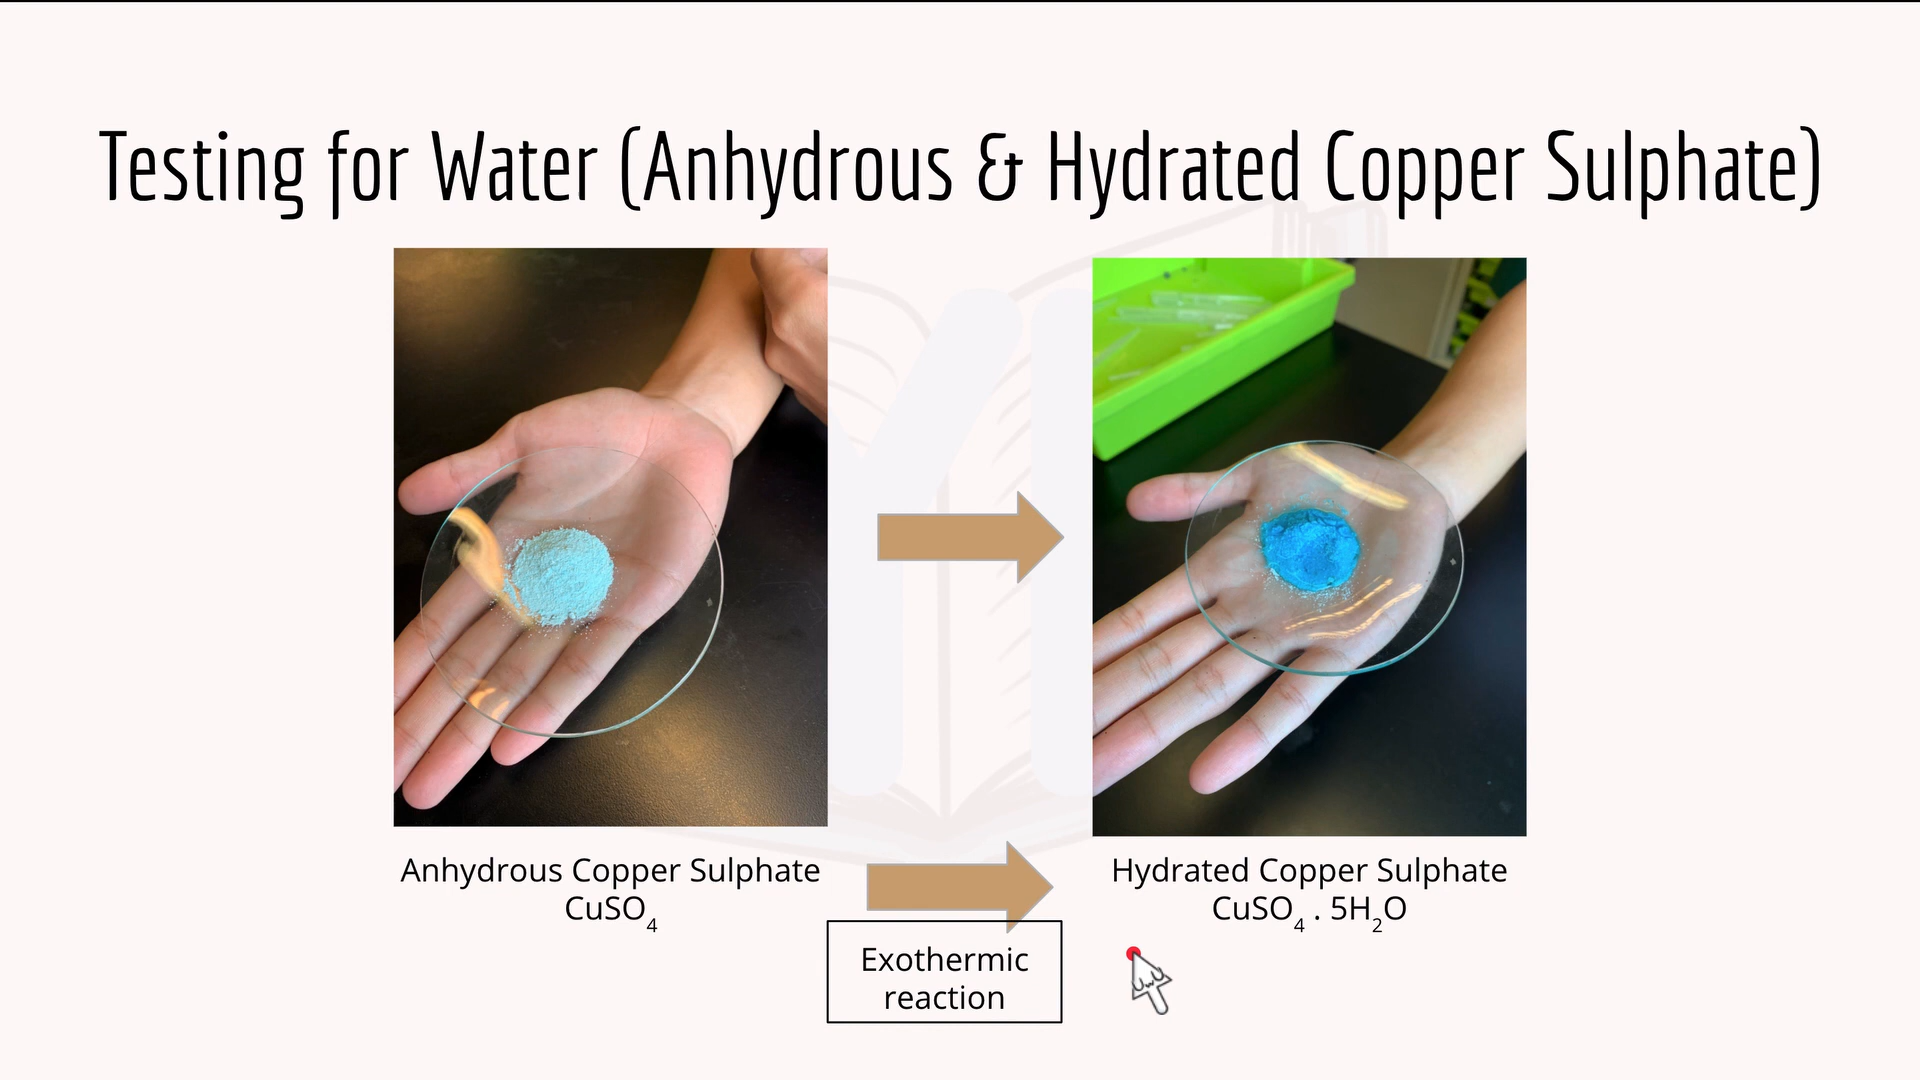 Testing for Water (Anhydrous & Hydrated Copper Sulphate)
Anhydrous Copper Sulphate
CuSO₄
Hydrated Copper Sulphate
CuSO₄ . 5H₂O
Exothermic
reaction